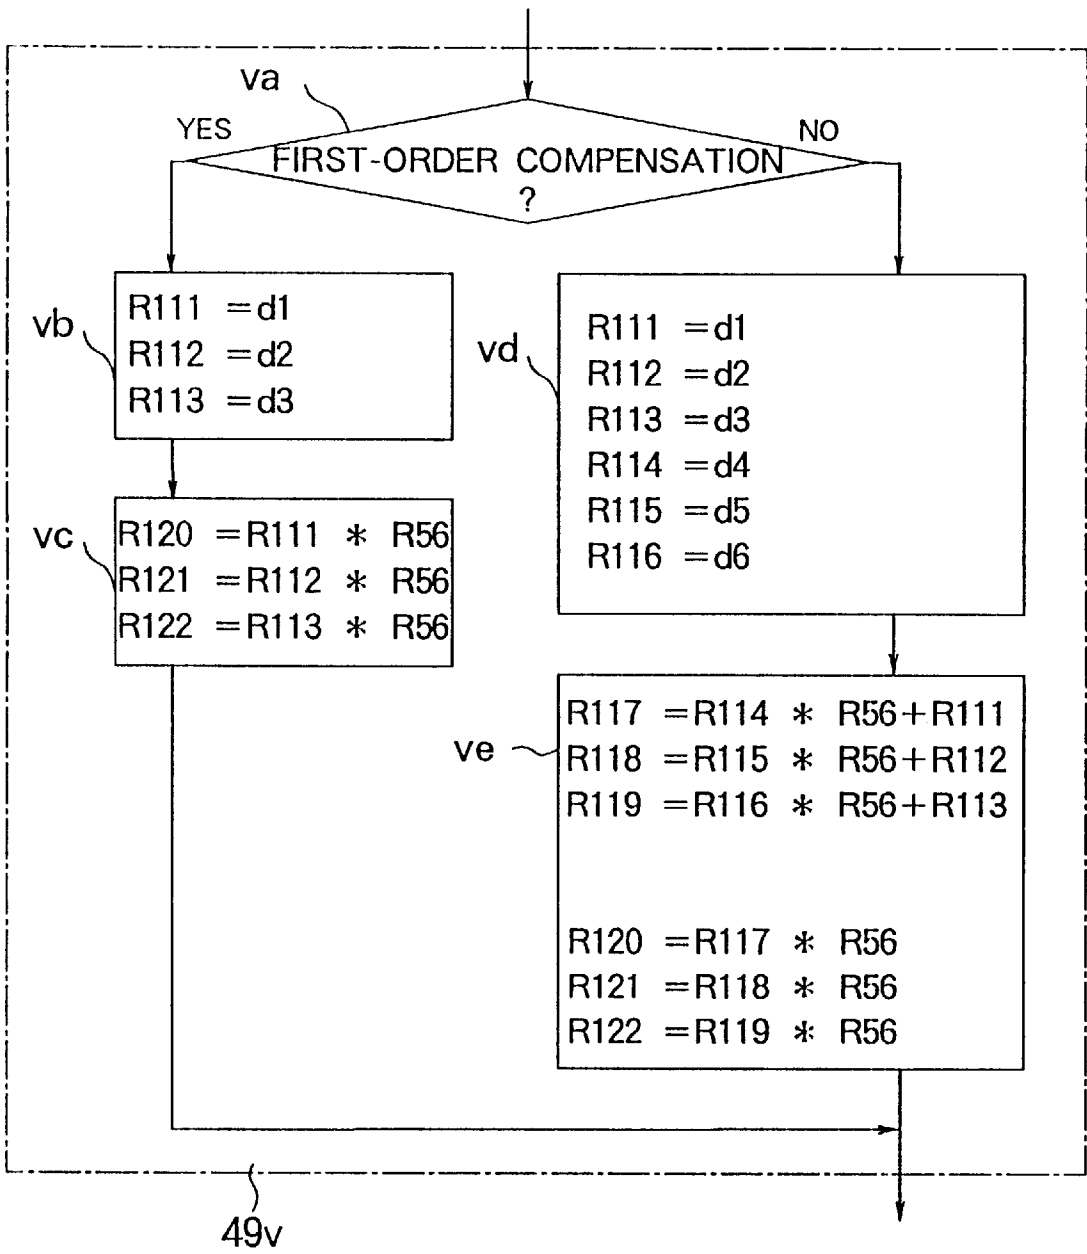 va
YES
NO
FIRST-ORDER COMPENSATION
?
vb
R111 =d1
R112 =d2
R113 =d3
vc
R120 =R111 * R56
R121 =R112 * R56
R122 =R113 * R56
vd
R111 =d1
R112 =d2
R113 =d3
R114 =d4
R115 =d5
R116 =d6
ve
R117 =R114 * R56+R111
R118 =R115 * R56+R112
R119 =R116 * R56+R113
R120 =R117 * R56
R121 =R118 * R56
R122 =R119 * R56
49v